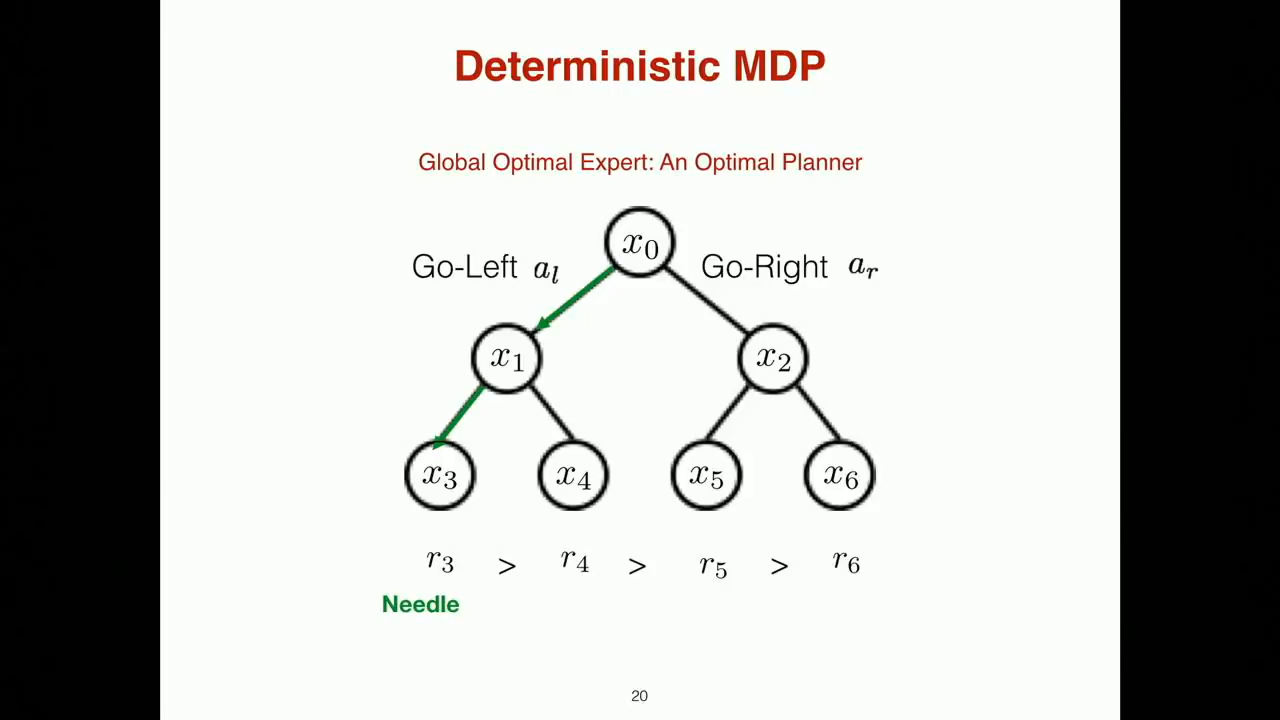 Deterministic MDP
Global Optimal Expert: An Optimal Planner
x₀
Go-Left aₗ Go-Right aᵣ
x₁ x₂
x₃ x₄ x₅ x₆
r₃ > r₄ > r₅ > r₆
Needle
20